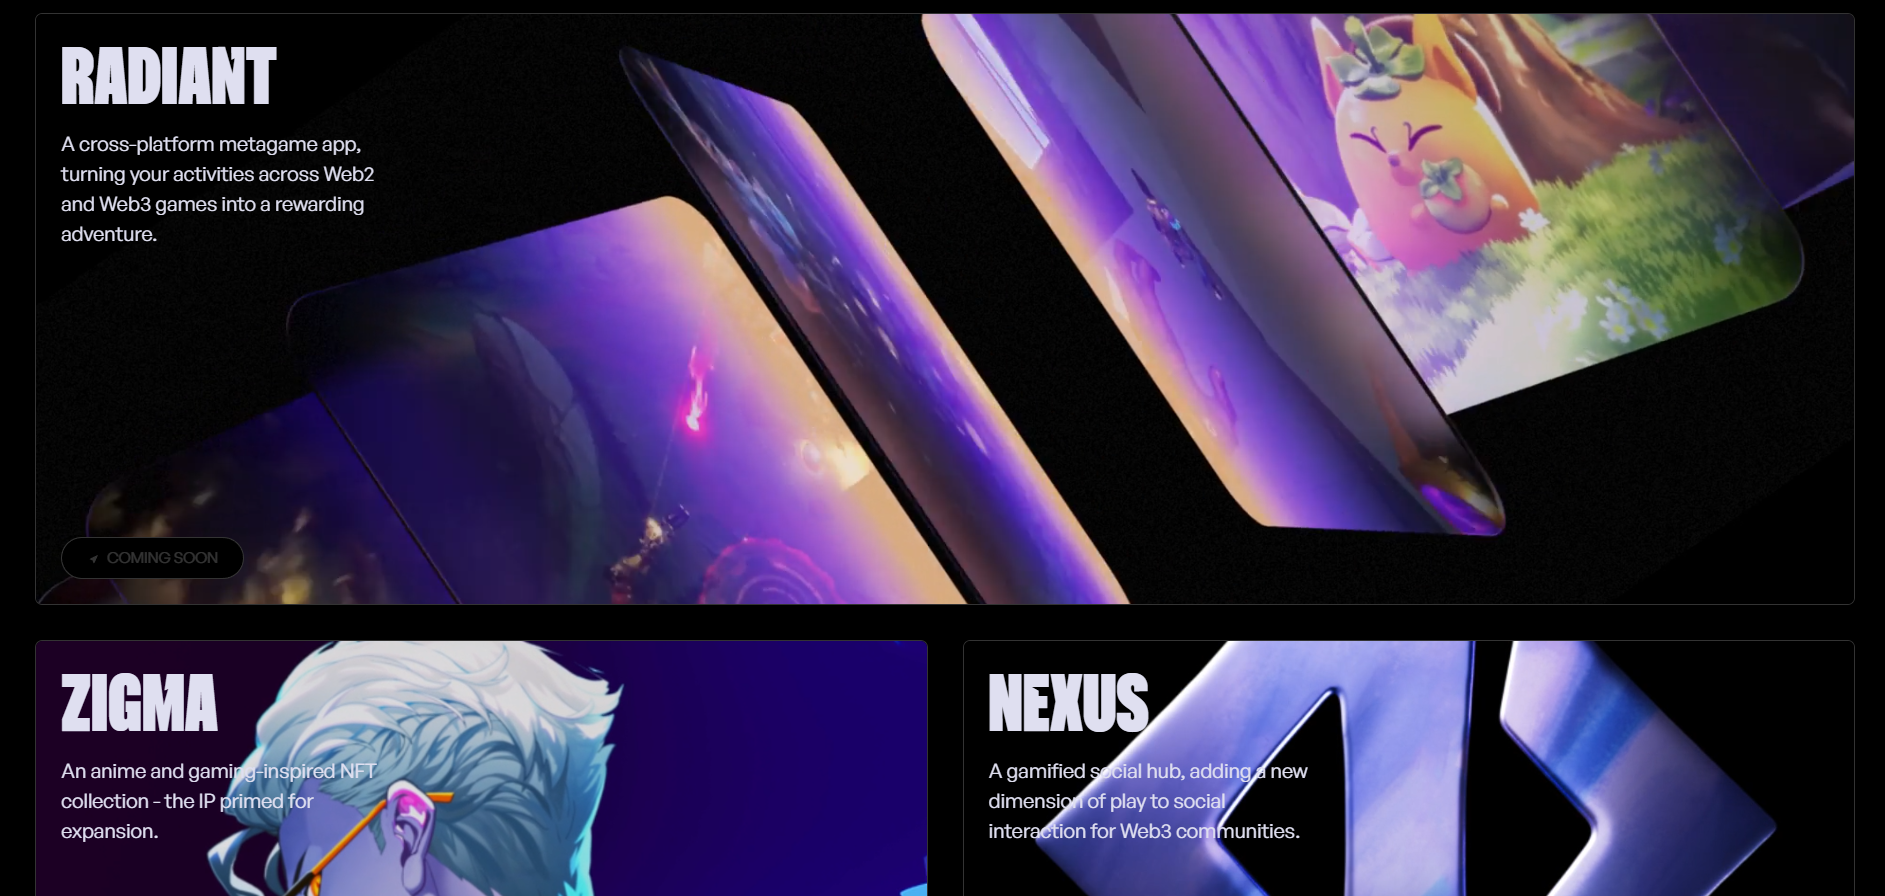 RADIANT
A cross-platform metagame app,
turning your activities across Web2
and Web3 games into a rewarding
adventure.
COMING SOON
ZIGMA
An anime and gaming-inspired NFT
collection - the IP primed for
expansion.
NEXUS
A gamified social hub, adding a new
dimension of play to social
interaction for Web3 communities.